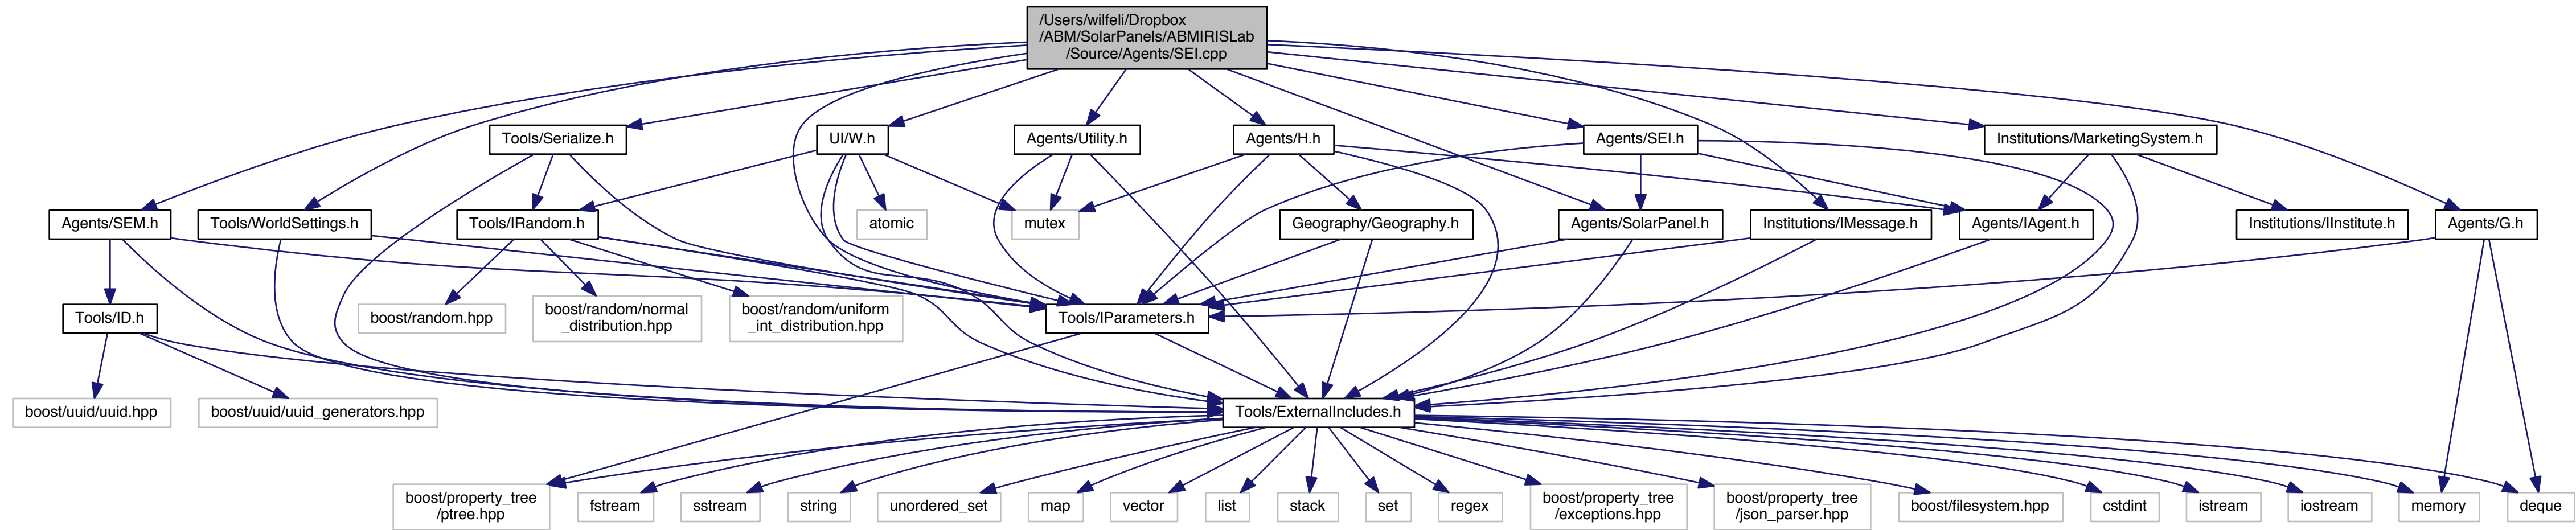 /Users/wilfeli/Dropbox
/ABM/SolarPanels/ABMIRISLab
/Source/Agents/SEI.cpp
Tools/Serialize.h
UI/W.h
Agents/Utility.h
Agents/H.h
Agents/SEI.h
Institutions/MarketingSystem.h
Agents/SEM.h
Tools/WorldSettings.h
Tools/IRandom.h
atomic
mutex
Geography/Geography.h
Agents/SolarPanel.h
Institutions/IMessage.h
Agents/IAgent.h
Institutions/IInstitute.h
Agents/G.h
Tools/ID.h
boost/random.hpp
boost/random/normal
_distribution.hpp
boost/random/uniform
_int_distribution.hpp
Tools/IParameters.h
boost/uuid/uuid.hpp
boost/uuid/uuid_generators.hpp
Tools/ExternalIncludes.h
boost/property_tree
/ptree.hpp
fstream
sstream
string
unordered_set
map
vector
list
stack
set
regex
boost/property_tree
/exceptions.hpp
boost/property_tree
/json_parser.hpp
boost/filesystem.hpp
cstdint
istream
iostream
memory
deque